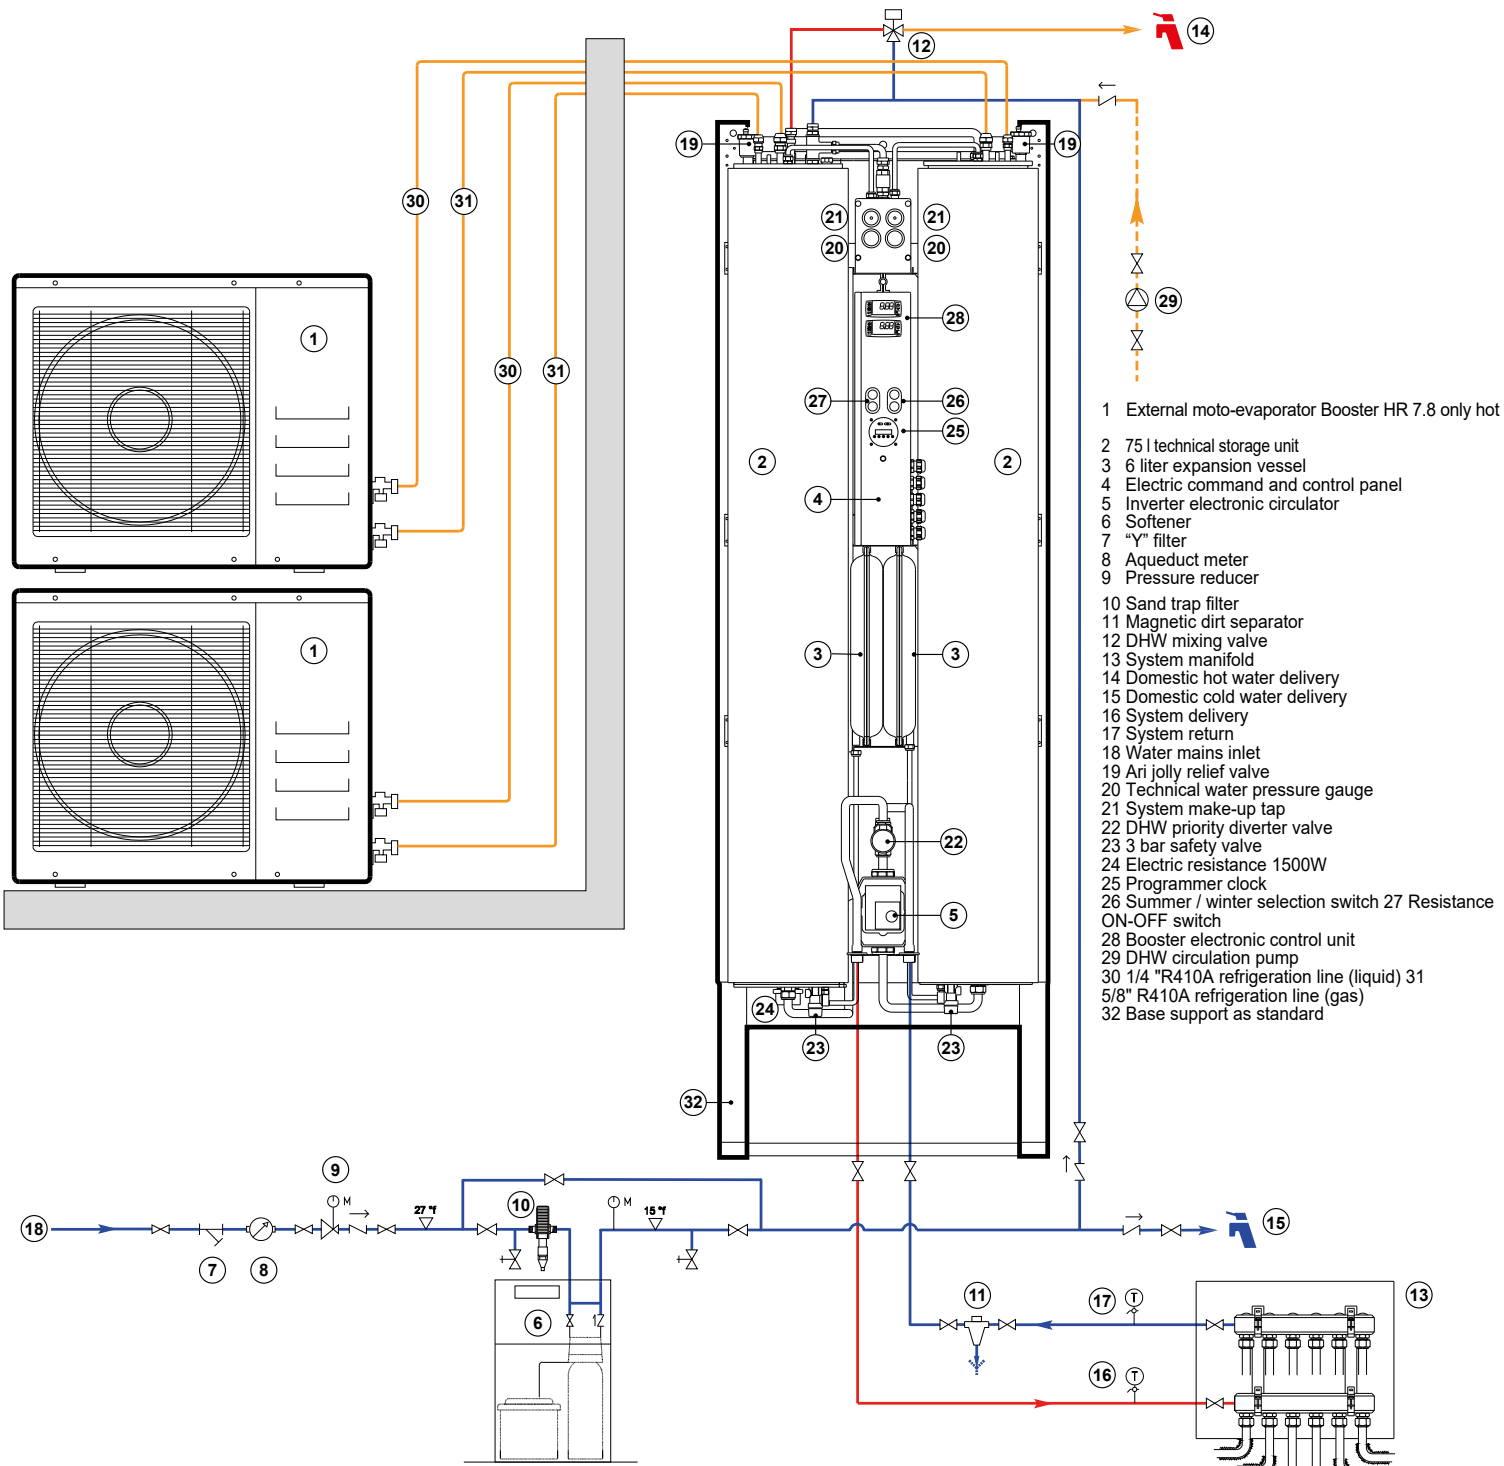 14
12
19
19
30
31
21
21
20
20
29
28
1
30
31
27
26
25
2
2
4
1 External moto-evaporator Booster HR 7.8 only hot
2 75 l technical storage unit
3 6 liter expansion vessel
4 Electric command and control panel
5 Inverter electronic circulator
6 Softener
7 “Y” filter
8 Aqueduct meter
9 Pressure reducer
10 Sand trap filter
11 Magnetic dirt separator
12 DHW mixing valve
13 System manifold
14 Domestic hot water delivery
15 Domestic cold water delivery
16 System delivery
17 System return
18 Water mains inlet
19 Ari jolly relief valve
20 Technical water pressure gauge
21 System make-up tap
22 DHW priority diverter valve
23 3 bar safety valve
24 Electric resistance 1500W
25 Programmer clock
26 Summer / winter selection switch 27 Resistance
ON-OFF switch
28 Booster electronic control unit
29 DHW circulation pump
30 1/4 "R410A refrigeration line (liquid) 31
5/8" R410A refrigeration line (gas)
32 Base support as standard
1
3
3
22
5
24
23
23
32
9
M
10
27 °f
M
15 °f
18
7
8
15
6
11
17
T
13
16
T